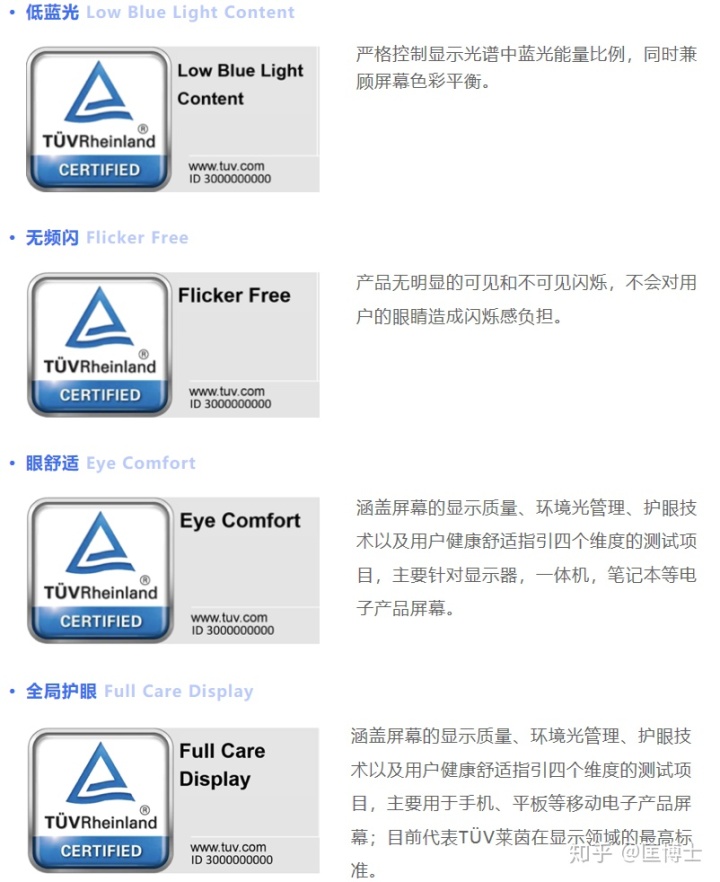 • 低蓝光 Low Blue Light Content
TÜVRheinland®
CERTIFIED
Low Blue Light
Content
www.tuv.com
ID 3000000000
严格控制显示光谱中蓝光能量比例，同时兼
顾屏幕色彩平衡。
• 无频闪 Flicker Free
TÜVRheinland®
CERTIFIED
Flicker Free
www.tuv.com
ID 3000000000
产品无明显的可见和不可见闪烁，不会对用
户的眼睛造成闪烁感负担。
• 眼舒适 Eye Comfort
TÜVRheinland®
CERTIFIED
Eye Comfort
www.tuv.com
ID 3000000000
涵盖屏幕的显示质量、环境光管理、护眼技
术以及用户健康舒适指引四个维度的测试项
目，主要针对显示器，一体机，笔记本等电
子产品屏幕。
• 全局护眼 Full Care Display
TÜVRheinland®
CERTIFIED
Full Care
Display
www.tuv.com
ID 3000000000
涵盖屏幕的显示质量、环境光管理、护眼技
术以及用户健康舒适指引四个维度的测试项
目，主要用于手机、平板等移动电子产品屏
幕；目前代表TÜV莱茵在显示领域的最高标
准。
知乎 @匡博士